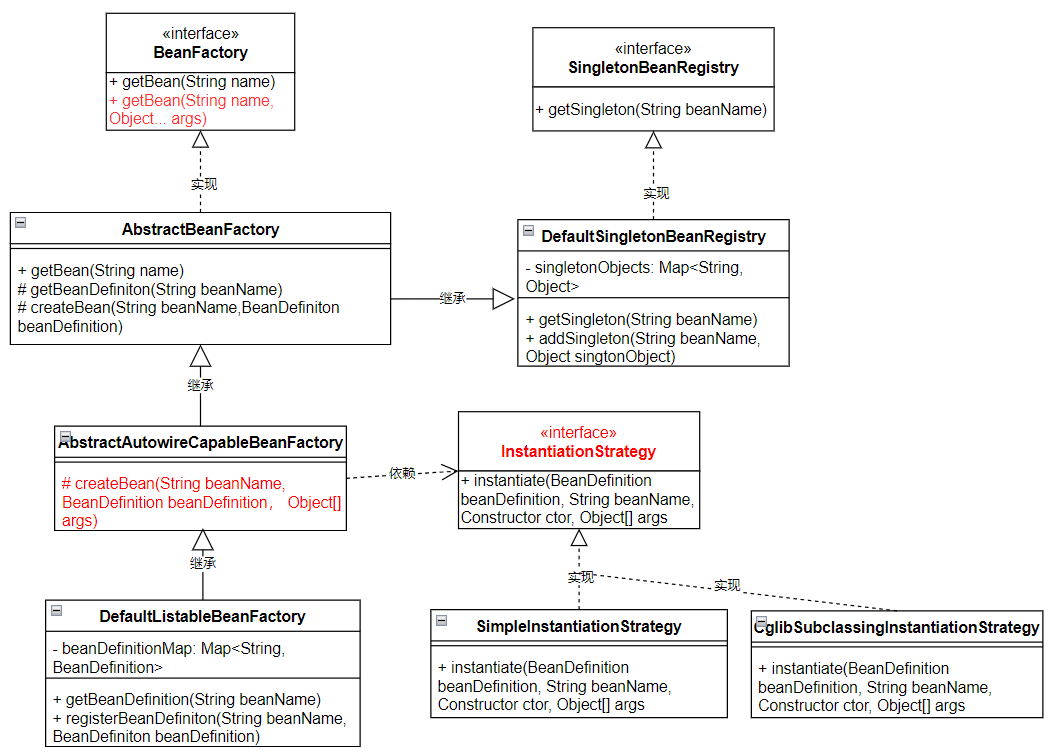 «interface»
BeanFactory
+ getBean(String name)
+ getBean(String name,
Object... args)
«interface»
SingletonBeanRegistry
+ getSingleton(String beanName)
实现
实现
AbstractBeanFactory
+ getBean(String name)
# getBeanDefiniton(String beanName)
# createBean(String beanName,BeanDefiniton
beanDefinition)
继承
DefaultSingletonBeanRegistry
- singletonObjects: Map<String,
Object>
+ getSingleton(String beanName)
+ addSingleton(String beanName,
Object singtonObject)
继承
AbstractAutowireCapableBeanFactory
# createBean(String beanName,
BeanDefinition beanDefinition， Object[]
args)
依赖
«interface»
InstantiationStrategy
+ instantiate(BeanDefinition
beanDefinition, String beanName,
Constructor ctor, Object[] args
继承
实现
实现
DefaultListableBeanFactory
- beanDefinitionMap: Map<String,
BeanDefinition>
+ getBeanDefinition(String beanName)
+ registerBeanDefiniton(String beanName,
BeanDefiniton beanDefinition)
SimpleInstantiationStrategy
+ instantiate(BeanDefinition
beanDefinition, String beanName,
Constructor ctor, Object[] args
CglibSubclassingInstantiationStrategy
+ instantiate(BeanDefinition
beanDefinition, String beanName,
Constructor ctor, Object[] args